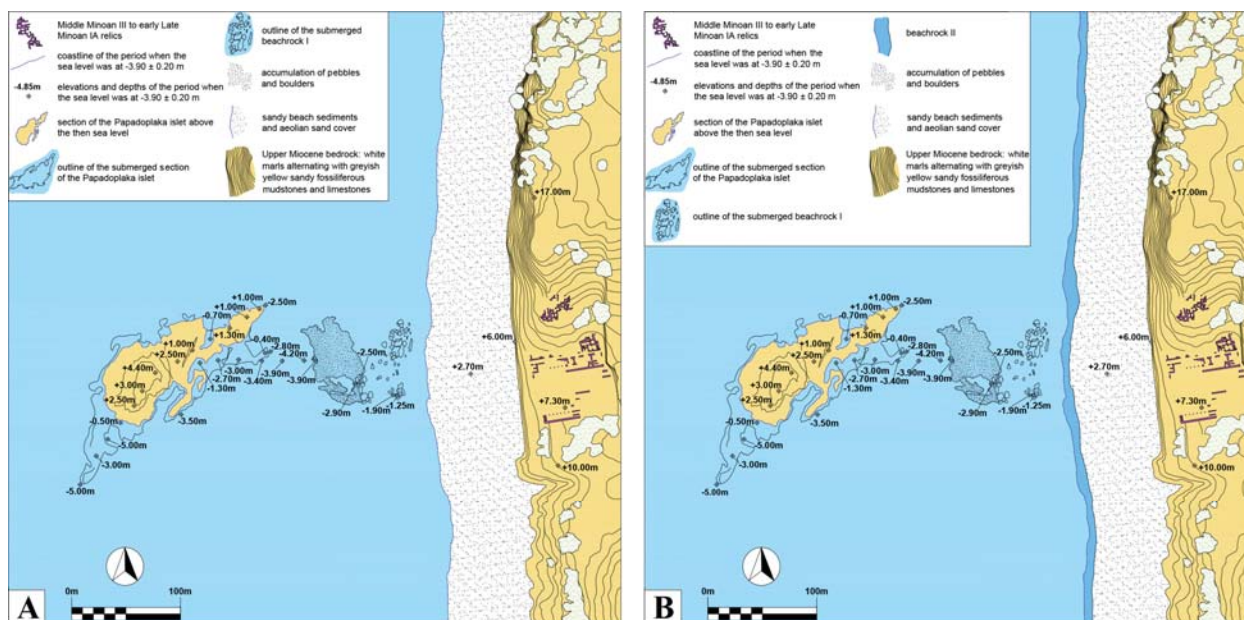 Middle Minoan III to early Late
Minoan IA relics
coastline of the period when the
sea level was at -3.90 ± 0.20 m
-4.85m
elevations and depths of the period when
the sea level was at -3.90 ± 0.20 m
section of the Papadoplaka islet above
the then sea level
outline of the submerged section
of the Papadoplaka islet
outline of the submerged
beachrock I
accumulation of pebbles
and boulders
sandy beach sediments
and aeolian sand cover
Upper Miocene bedrock: white
marls alternating with greyish
yellow sandy fossiliferous
mudstones and limestones
+17.00m
+1.00m
-2.50m
+1.00m
-0.70m
+1.30m
-0.40m
+1.00m
-2.80m
+2.50m
-4.20m
-2.50m
+6.00m
+4.40m
-3.00m
-3.90m
-3.90m
+2.70m
+3.00m
-2.70m
-3.40m
-1.30m
+2.50m
-1.25m
-1.90m
-2.90m
+7.30m
-0.50m
-3.50m
-5.00m
-3.00m
+10.00m
-5.00m
0m 100m
A
Middle Minoan III to early Late
Minoan IA relics
coastline of the period when the
sea level was at -3.90 ± 0.20 m
-4.85m
elevations and depths of the period when
the sea level was at -3.90 ± 0.20 m
section of the Papadoplaka islet
above the then sea level
outline of the submerged section
of the Papadoplaka islet
outline of the submerged beachrock I
beachrock II
accumulation of pebbles
and boulders
sandy beach sediments
and aeolian sand cover
Upper Miocene bedrock: white
marls alternating with greyish
yellow sandy fossiliferous
mudstones and limestones
+17.00m
+1.00m
-2.50m
+1.00m
-0.70m
+1.30m
-0.40m
+1.00m
-2.80m
+2.50m
-4.20m
-2.50m
+6.00m
+4.40m
-3.00m
-3.90m
-3.90m
+2.70m
+3.00m
-2.70m
-3.40m
-1.30m
+2.50m
-1.25m
-1.90m
-2.90m
+7.30m
-0.50m
-3.50m
-5.00m
-3.00m
+10.00m
-5.00m
0m 100m
B